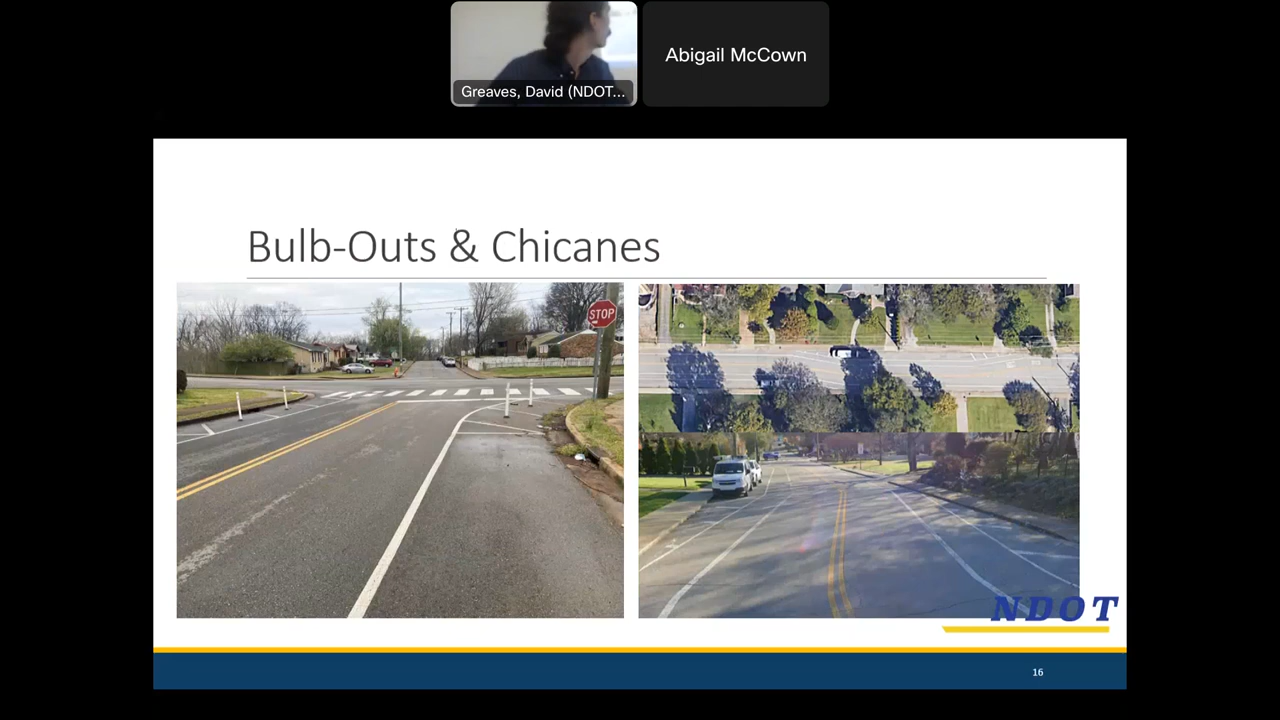 Greaves, David (NDOT...
Abigail McCown
Bulb-Outs & Chicanes
STOP
NDOT
16